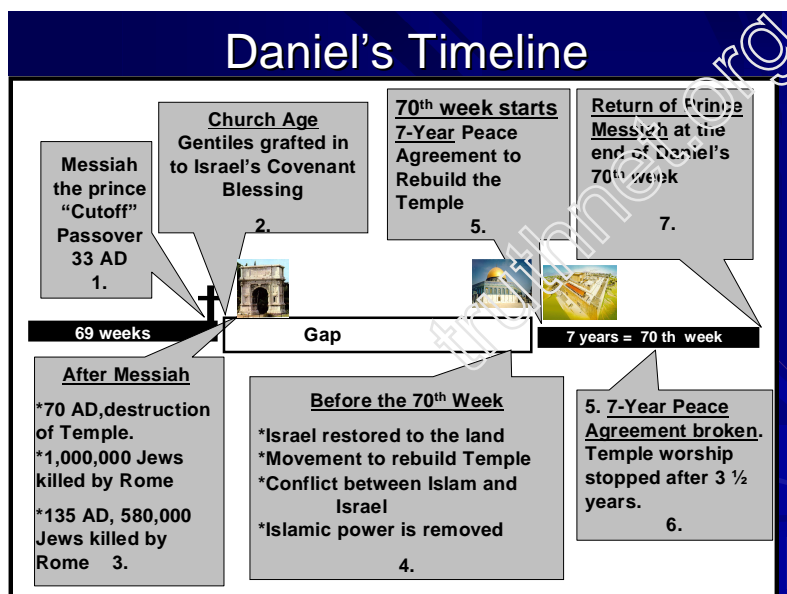 Daniel's Timeline
Messiah
the prince
“Cutoff”
Passover
33 AD
1.
Church Age
Gentiles grafted in
to Israel’s Covenant
Blessing
2.
70th week starts
7-Year Peace
Agreement to
Rebuild the
Temple
5.
Return of Prince
Messiah at the
end of Daniel’s
70th week
7.
69 weeks
Gap
7 years = 70 th week
After Messiah
*70 AD,destruction
of Temple.
*1,000,000 Jews
killed by Rome
*135 AD, 580,000
Jews killed by
Rome 3.
Before the 70th Week
*Israel restored to the land
*Movement to rebuild Temple
*Conflict between Islam and
Israel
*Islamic power is removed
4.
5. 7-Year Peace
Agreement broken.
Temple worship
stopped after 3 ½
years.
6.
truthnet.org